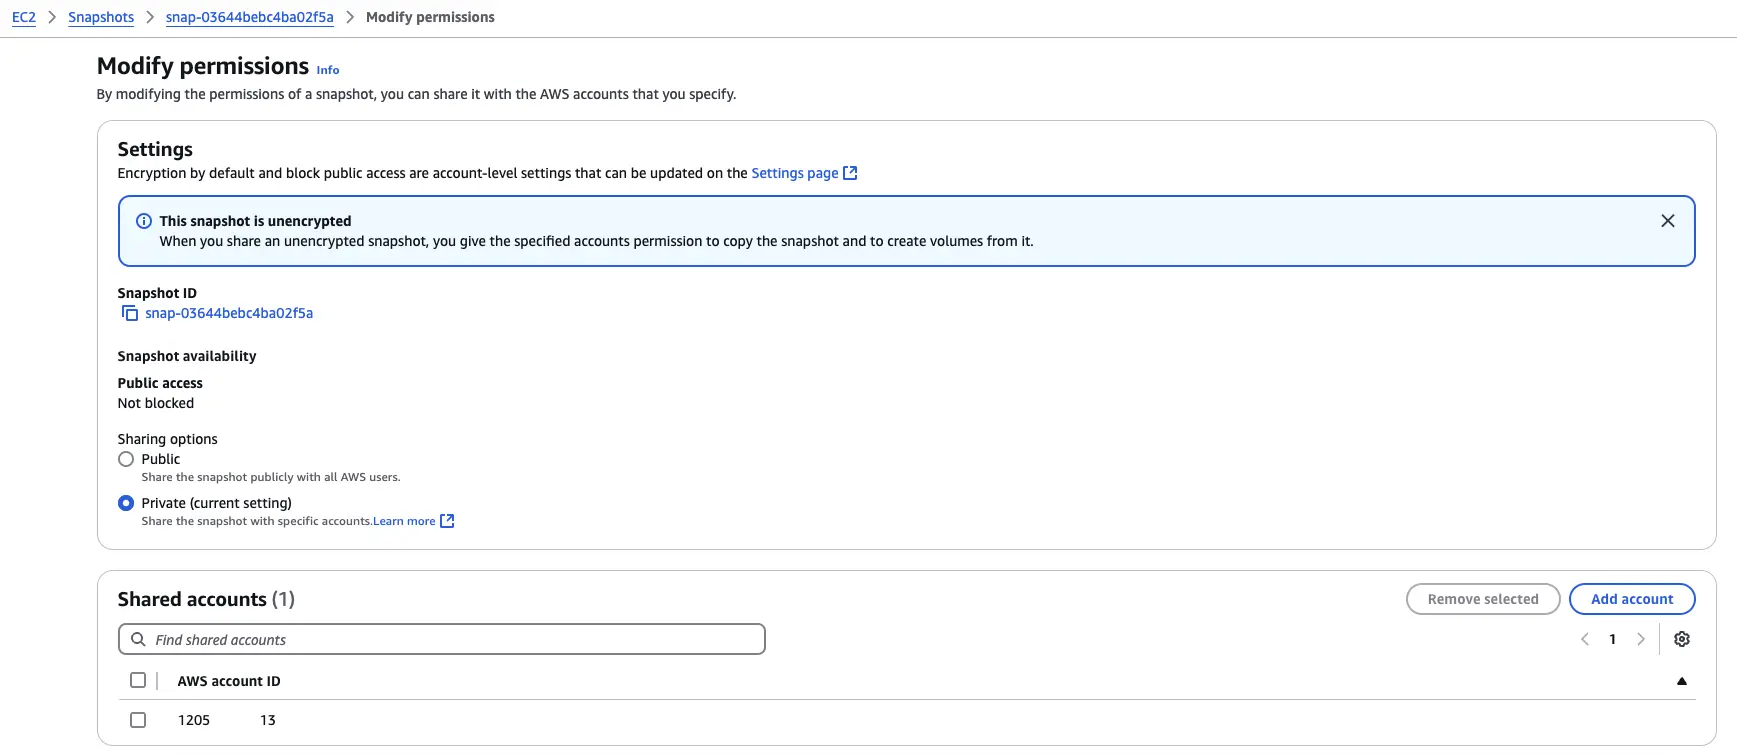 EC2 > Snapshots > snap-03644bebc4ba02f5a > Modify permissions
Modify permissions Info
By modifying the permissions of a snapshot, you can share it with the AWS accounts that you specify.
Settings
Encryption by default and block public access are account-level settings that can be updated on the Settings page
This snapshot is unencrypted
When you share an unencrypted snapshot, you give the specified accounts permission to copy the snapshot and to create volumes from it.
Snapshot ID
snap-03644bebc4ba02f5a
Snapshot availability
Public access
Not blocked
Sharing options
Public
Share the snapshot publicly with all AWS users.
Private (current setting)
Share the snapshot with specific accounts.Learn more
Shared accounts (1) Remove selected Add account
Find shared accounts 1
AWS account ID
1205 13